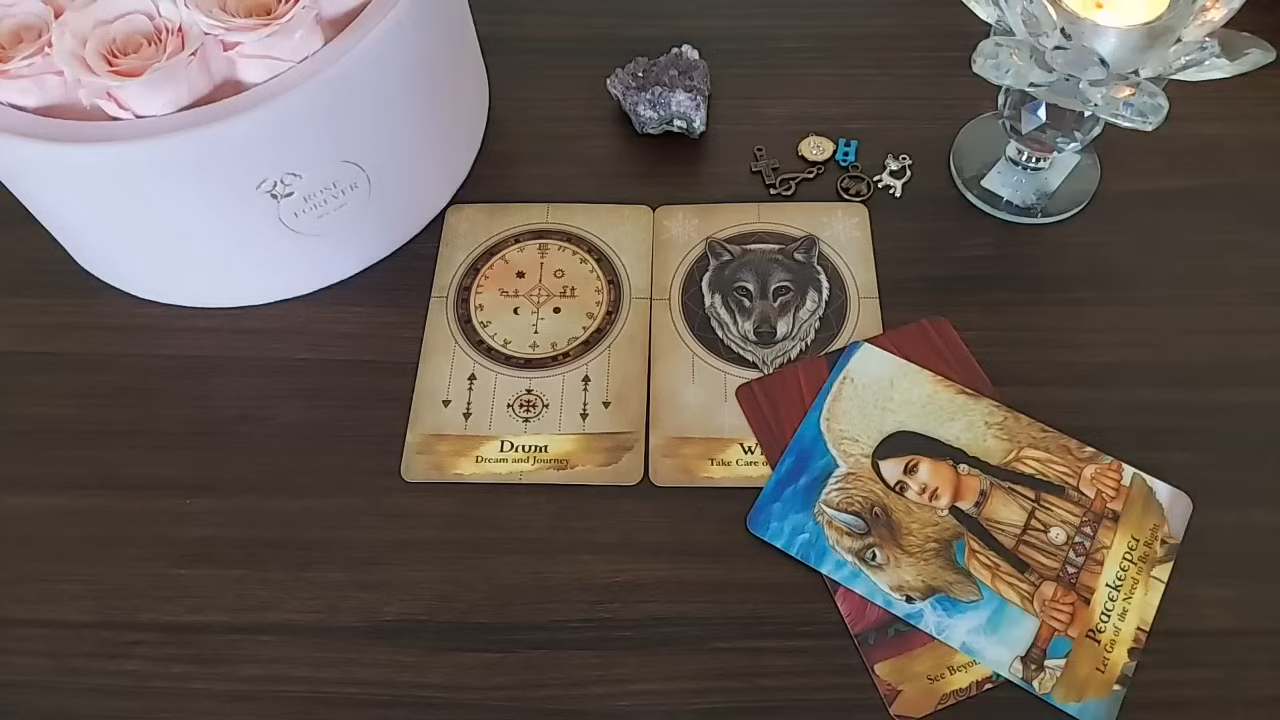 ROSE
FOREVER
Drum
Dream and Journey
Take Care o
Peacekeeper
Let Go of the Need to Be Right
See Beyo